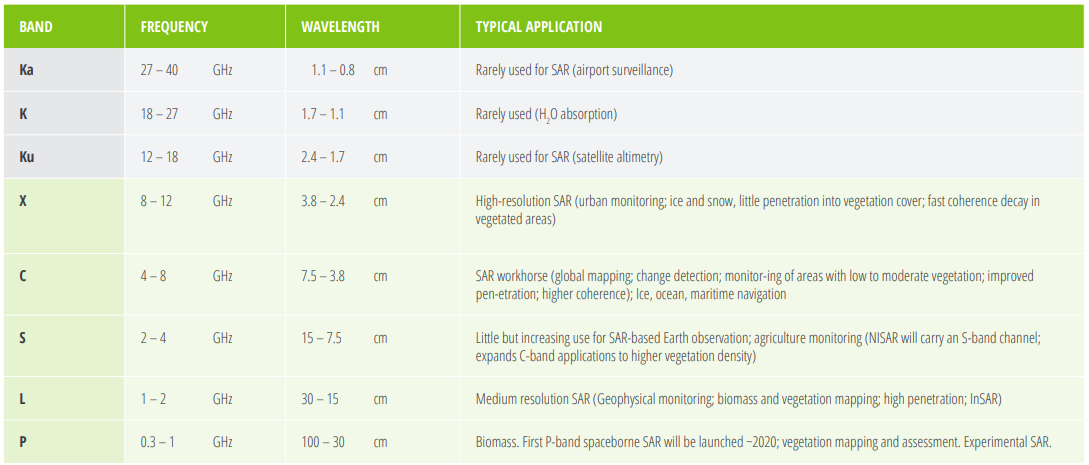 BAND FREQUENCY WAVELENGTH TYPICAL APPLICATION
Ka 27 – 40 GHz 1.1 – 0.8 cm Rarely used for SAR (airport surveillance)
K 18 – 27 GHz 1.7 – 1.1 cm Rarely used (H2O absorption)
Ku 12 – 18 GHz 2.4 – 1.7 cm Rarely used for SAR (satellite altimetry)
X 8 – 12 GHz 3.8 – 2.4 cm High-resolution SAR (urban monitoring; ice and snow, little penetration into vegetation cover; fast coherence decay in
vegetated areas)
C 4 – 8 GHz 7.5 – 3.8 cm SAR workhorse (global mapping; change detection; monitor-ing of areas with low to moderate vegetation; improved
pen-etration; higher coherence); Ice, ocean, maritime navigation
S 2 – 4 GHz 15 – 7.5 cm Little but increasing use for SAR-based Earth observation; agriculture monitoring (NISAR will carry an S-band channel;
expands C-band applications to higher vegetation density)
L 1 – 2 GHz 30 – 15 cm Medium resolution SAR (Geophysical monitoring; biomass and vegetation mapping; high penetration; InSAR)
P 0.3 – 1 GHz 100 – 30 cm Biomass. First P-band spaceborne SAR will be launched ~2020; vegetation mapping and assessment. Experimental SAR.